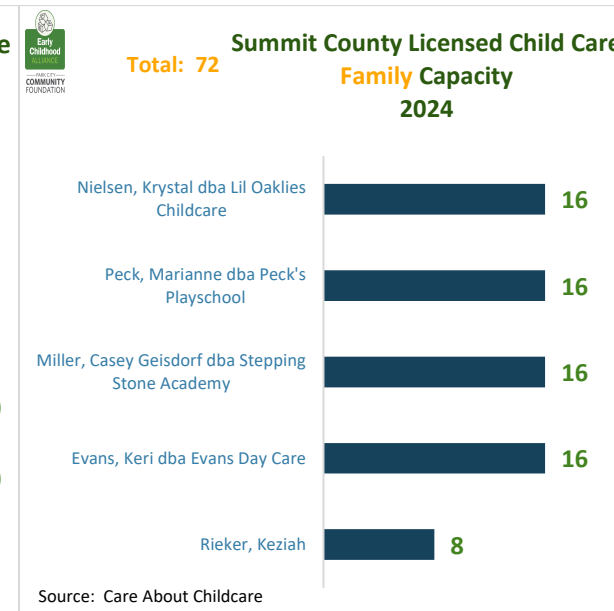 e
Early
Childhood
ALLIANCE
PARK CITY
COMMUNITY
FOUNDATION
Total: 72
Summit County Licensed Child Care
Family Capacity
2024
Nielsen, Krystal dba Lil Oaklies
Childcare
16
Peck, Marianne dba Peck's
Playschool
16
Miller, Casey Geisdorf dba Stepping
Stone Academy
16
Evans, Keri dba Evans Day Care
16
Rieker, Keziah
8
Source: Care About Childcare